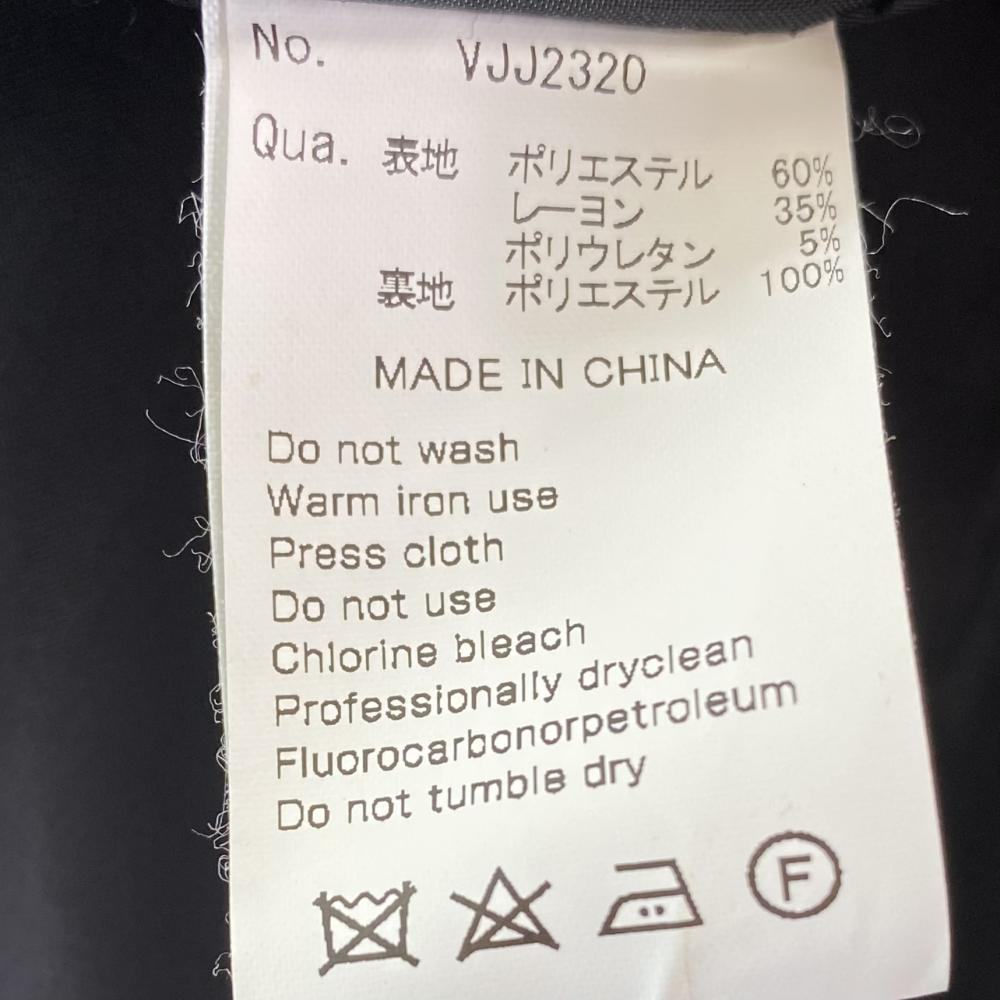 No. VJJ2320
Qua. 表地 ポリエステル 60%
レーヨン 35%
ポリウレタン 5%
裏地 ポリエステル 100%
MADE IN CHINA
Do not wash
Warm iron use
Press cloth
Do not use
Chlorine bleach
Professionally dryclean
Fluorocarbonorpetroleum
Do not tumble dry
F